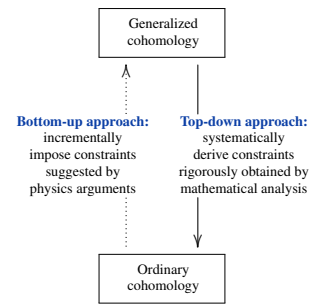 Generalized
cohomology
Bottom-up approach:
incrementally
impose constraints
suggested by
physics arguments
Top-down approach:
systematically
derive constraints
rigorously obtained by
mathematical analysis
Ordinary
cohomology